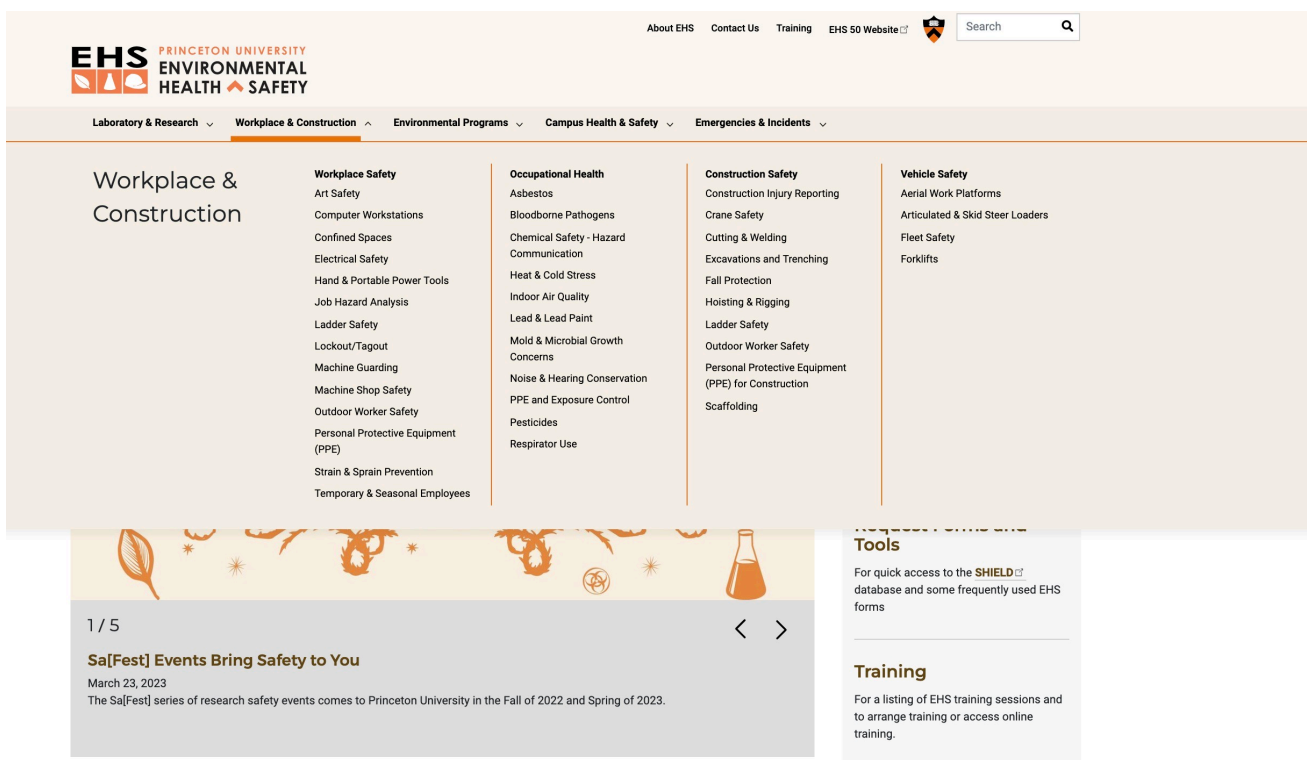 About EHS Contact Us Training EHS 50 Website Search
EHS PRINCETON UNIVERSITY
ENVIRONMENTAL
HEALTH SAFETY
Laboratory & Research Workplace & Construction Environmental Programs Campus Health & Safety Emergencies & Incidents
Workplace &
Construction
Workplace Safety
Art Safety
Computer Workstations
Confined Spaces
Electrical Safety
Hand & Portable Power Tools
Job Hazard Analysis
Ladder Safety
Lockout/Tagout
Machine Guarding
Machine Shop Safety
Outdoor Worker Safety
Personal Protective Equipment
(PPE)
Strain & Sprain Prevention
Temporary & Seasonal Employees
Occupational Health
Asbestos
Bloodborne Pathogens
Chemical Safety - Hazard
Communication
Heat & Cold Stress
Indoor Air Quality
Lead & Lead Paint
Mold & Microbial Growth
Concerns
Noise & Hearing Conservation
PPE and Exposure Control
Pesticides
Respirator Use
Construction Safety
Construction Injury Reporting
Crane Safety
Cutting & Welding
Excavations and Trenching
Fall Protection
Hoisting & Rigging
Ladder Safety
Outdoor Worker Safety
Personal Protective Equipment
(PPE) for Construction
Scaffolding
Vehicle Safety
Aerial Work Platforms
Articulated & Skid Steer Loaders
Fleet Safety
Forklifts
1 / 5
Sa[Fest] Events Bring Safety to You
March 23, 2023
The Sa[Fest] series of research safety events comes to Princeton University in the Fall of 2022 and Spring of 2023.
Request Forms and
Tools
For quick access to the SHIELD
database and some frequently used EHS
forms
Training
For a listing of EHS training sessions and
to arrange training or access online
training.